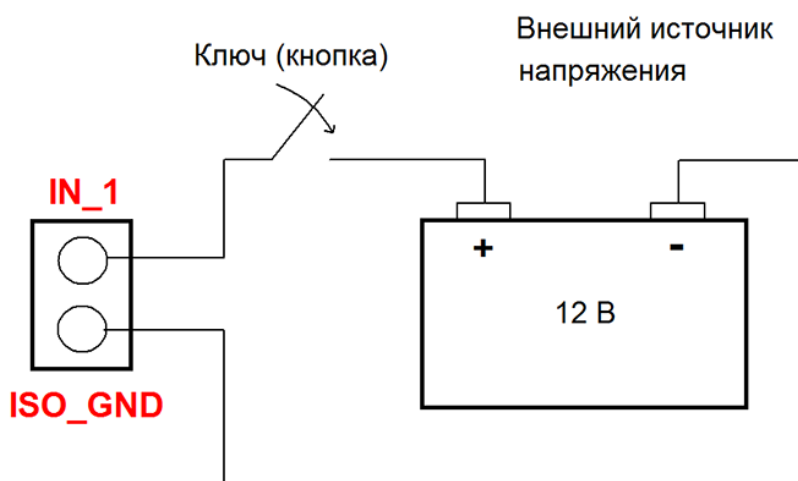 Внешний источник
напряжения
Ключ (кнопка)
IN_1
+ -
12 В
ISO_GND